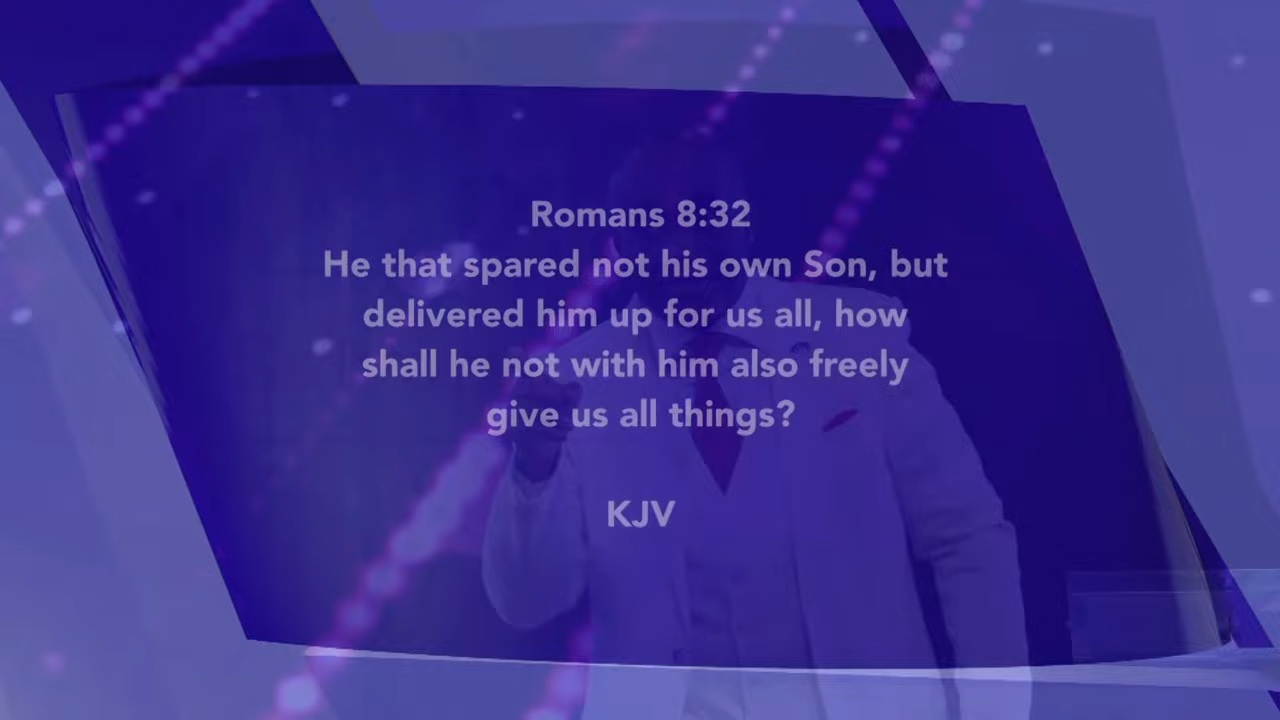 Romans 8:32
He that spared not his own Son, but
delivered him up for us all, how
shall he not with him also freely
give us all things?
KJV